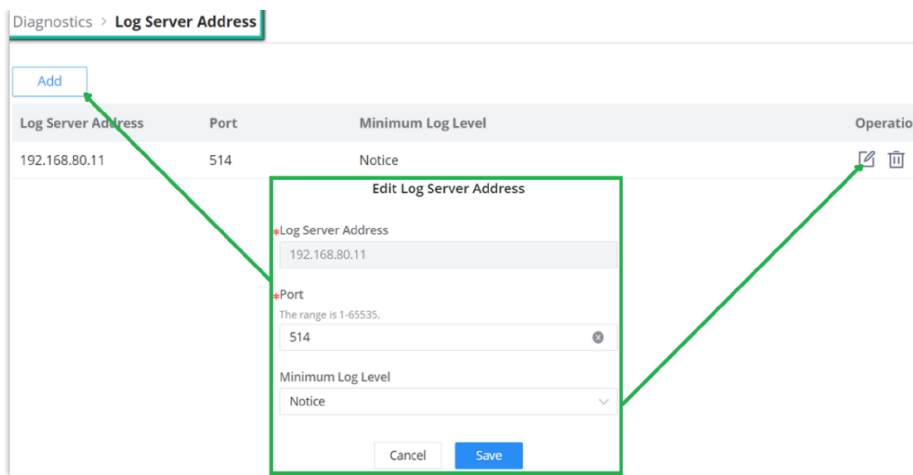 Diagnostics > Log Server Address
Add
Log Server Address Port Minimum Log Level Operatio
192.168.80.11 514 Notice
Edit Log Server Address
*Log Server Address
192.168.80.11
*Port
The range is 1-65535.
514
Minimum Log Level
Notice
Cancel Save